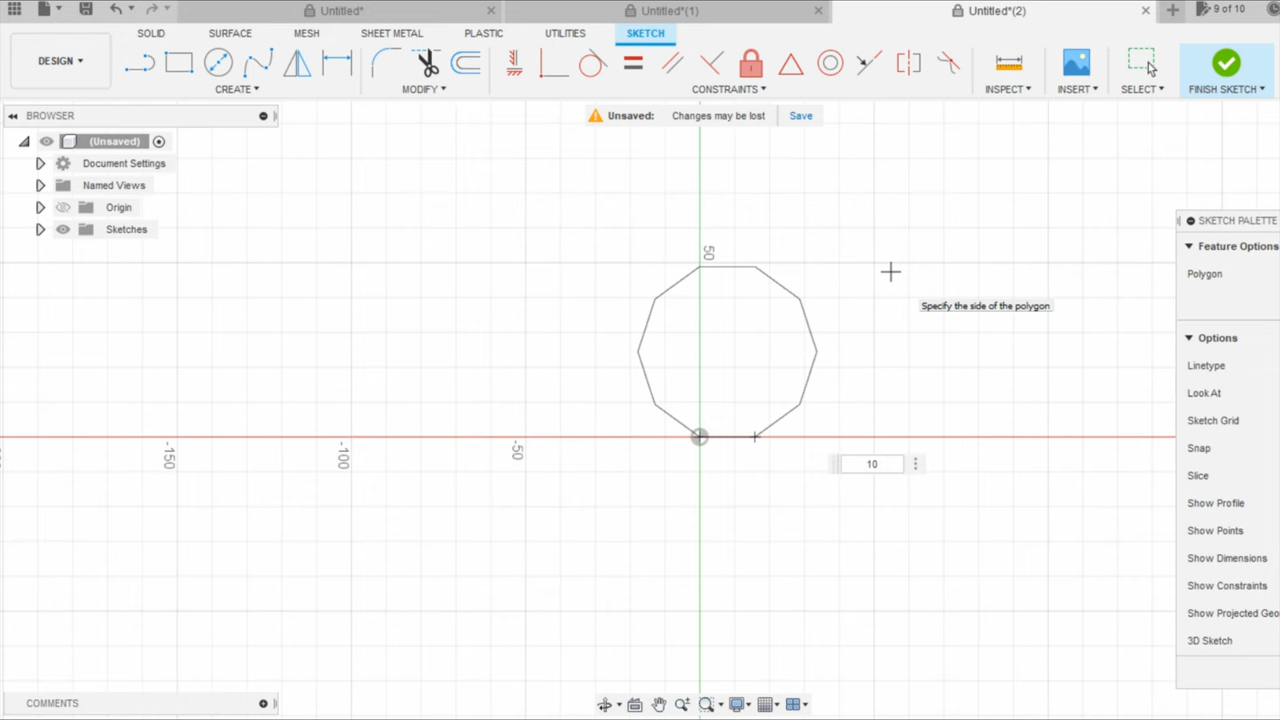 Untitled*
Untitled*(1)
Untitled*(2)
9 of 10
DESIGN
SOLID
SURFACE
MESH
SHEET METAL
PLASTIC
UTILITIES
SKETCH
CREATE
MODIFY
CONSTRAINTS
INSPECT
INSERT
SELECT
FINISH SKETCH
BROWSER
Unsaved: Changes may be lost Save
(Unsaved)
Document Settings
Named Views
Origin
Sketches
SKETCH PALETTE
Feature Options
Polygon
50
Specify the side of the polygon
Options
Linetype
Look At
Sketch Grid
-150
-100
-50
Snap
10
Slice
Show Profile
Show Points
Show Dimensions
Show Constraints
Show Projected Geo
3D Sketch
COMMENTS